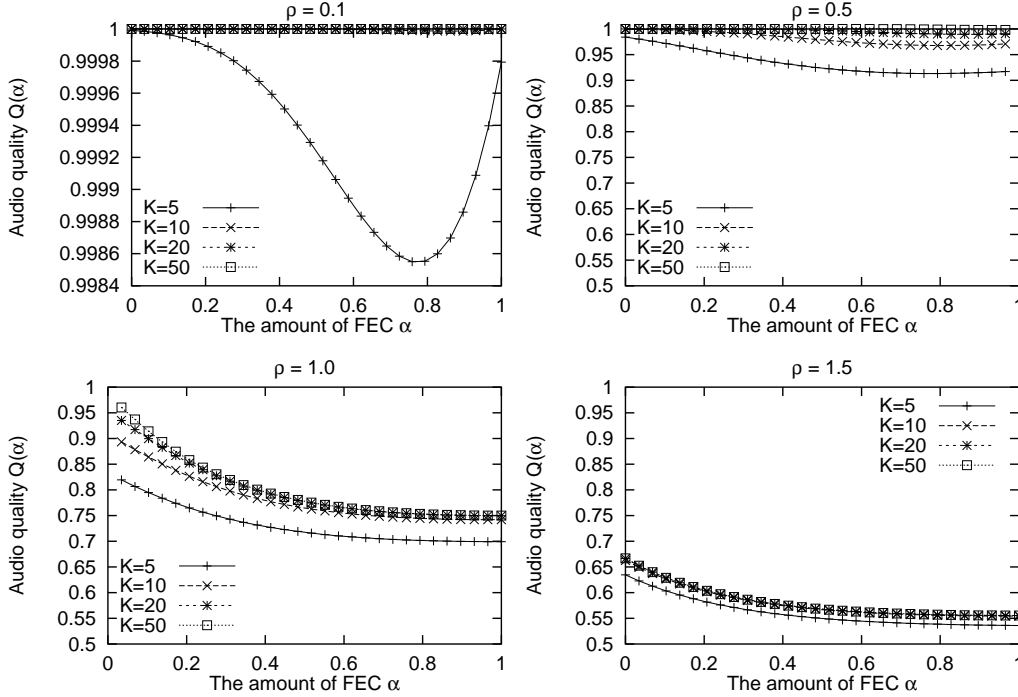 ρ = 0.1
Audio quality Q(α)
1
0.9998
0.9996
0.9994
0.9992
0.999
0.9988
0.9986
0.9984
K=5
K=10
K=20
K=50
0 0.2 0.4 0.6 0.8 1
The amount of FEC α
ρ = 0.5
Audio quality Q(α)
1
0.95
0.9
0.85
0.8
0.75
0.7
0.65
0.6
0.55
0.5
K=5
K=10
K=20
K=50
0 0.2 0.4 0.6 0.8 1
The amount of FEC α
ρ = 1.0
Audio quality Q(α)
1
0.95
0.9
0.85
0.8
0.75
0.7
0.65
0.6
0.55
0.5
K=5
K=10
K=20
K=50
0 0.2 0.4 0.6 0.8 1
The amount of FEC α
ρ = 1.5
Audio quality Q(α)
1
0.95
0.9
0.85
0.8
0.75
0.7
0.65
0.6
0.55
0.5
K=5
K=10
K=20
K=50
0 0.2 0.4 0.6 0.8 1
The amount of FEC α